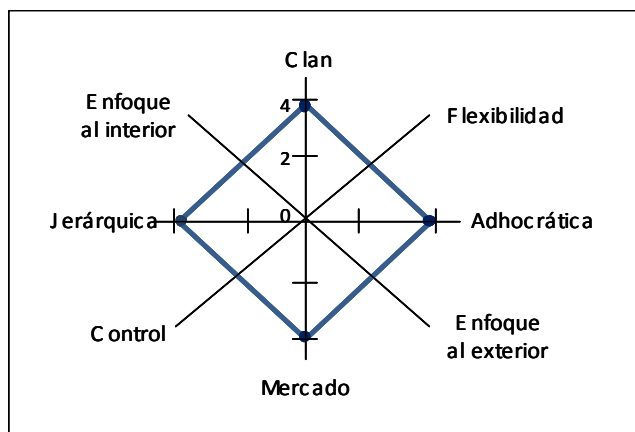 Clan
Enfoque
al interior
Flexibilidad
4
2
0
Jerárquica
Adhocrática
Control
Enfoque
al exterior
Mercado